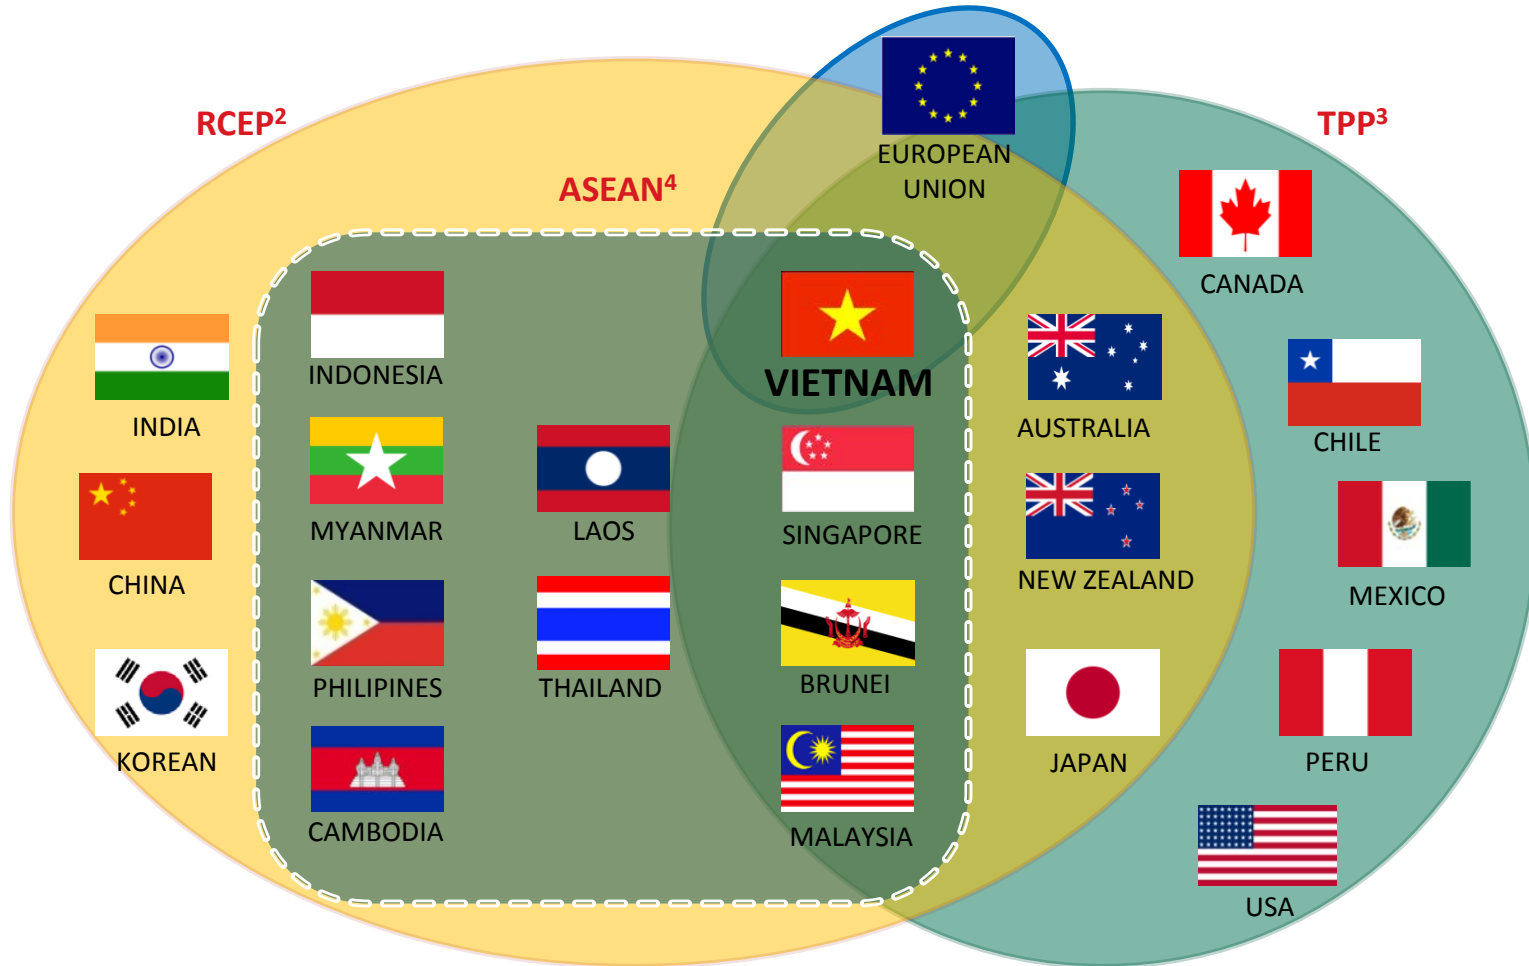 RCEP²
TPP³
ASEAN⁴
EUROPEAN
UNION
CANADA
INDONESIA
VIETNAM
INDIA
AUSTRALIA
CHILE
MYANMAR
LAOS
SINGAPORE
CHINA
NEW ZEALAND
MEXICO
PHILIPINES
THAILAND
BRUNEI
KOREAN
JAPAN
PERU
CAMBODIA
MALAYSIA
USA